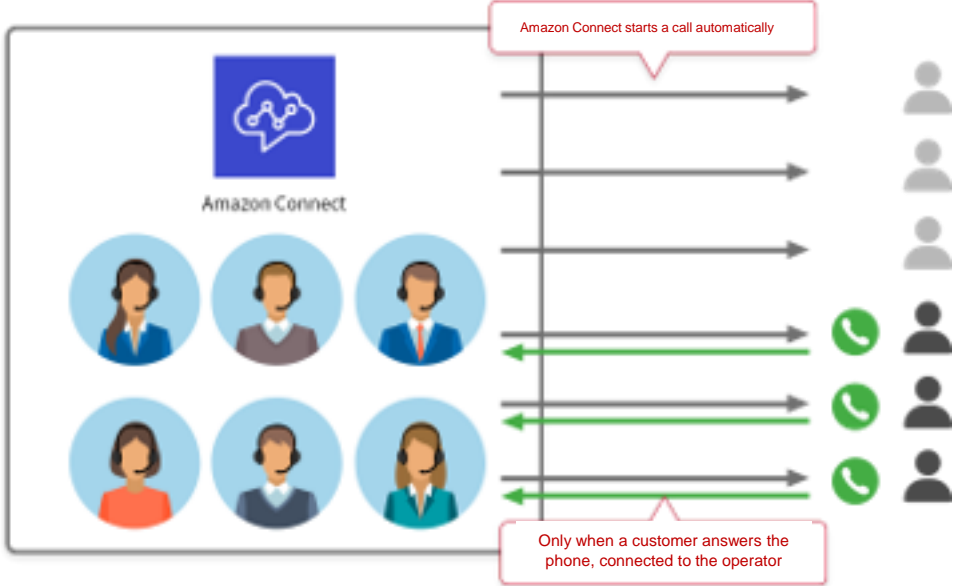 Amazon Connect starts a call automatically
Amazon Connect
Only when a customer answers the
phone, connected to the operator